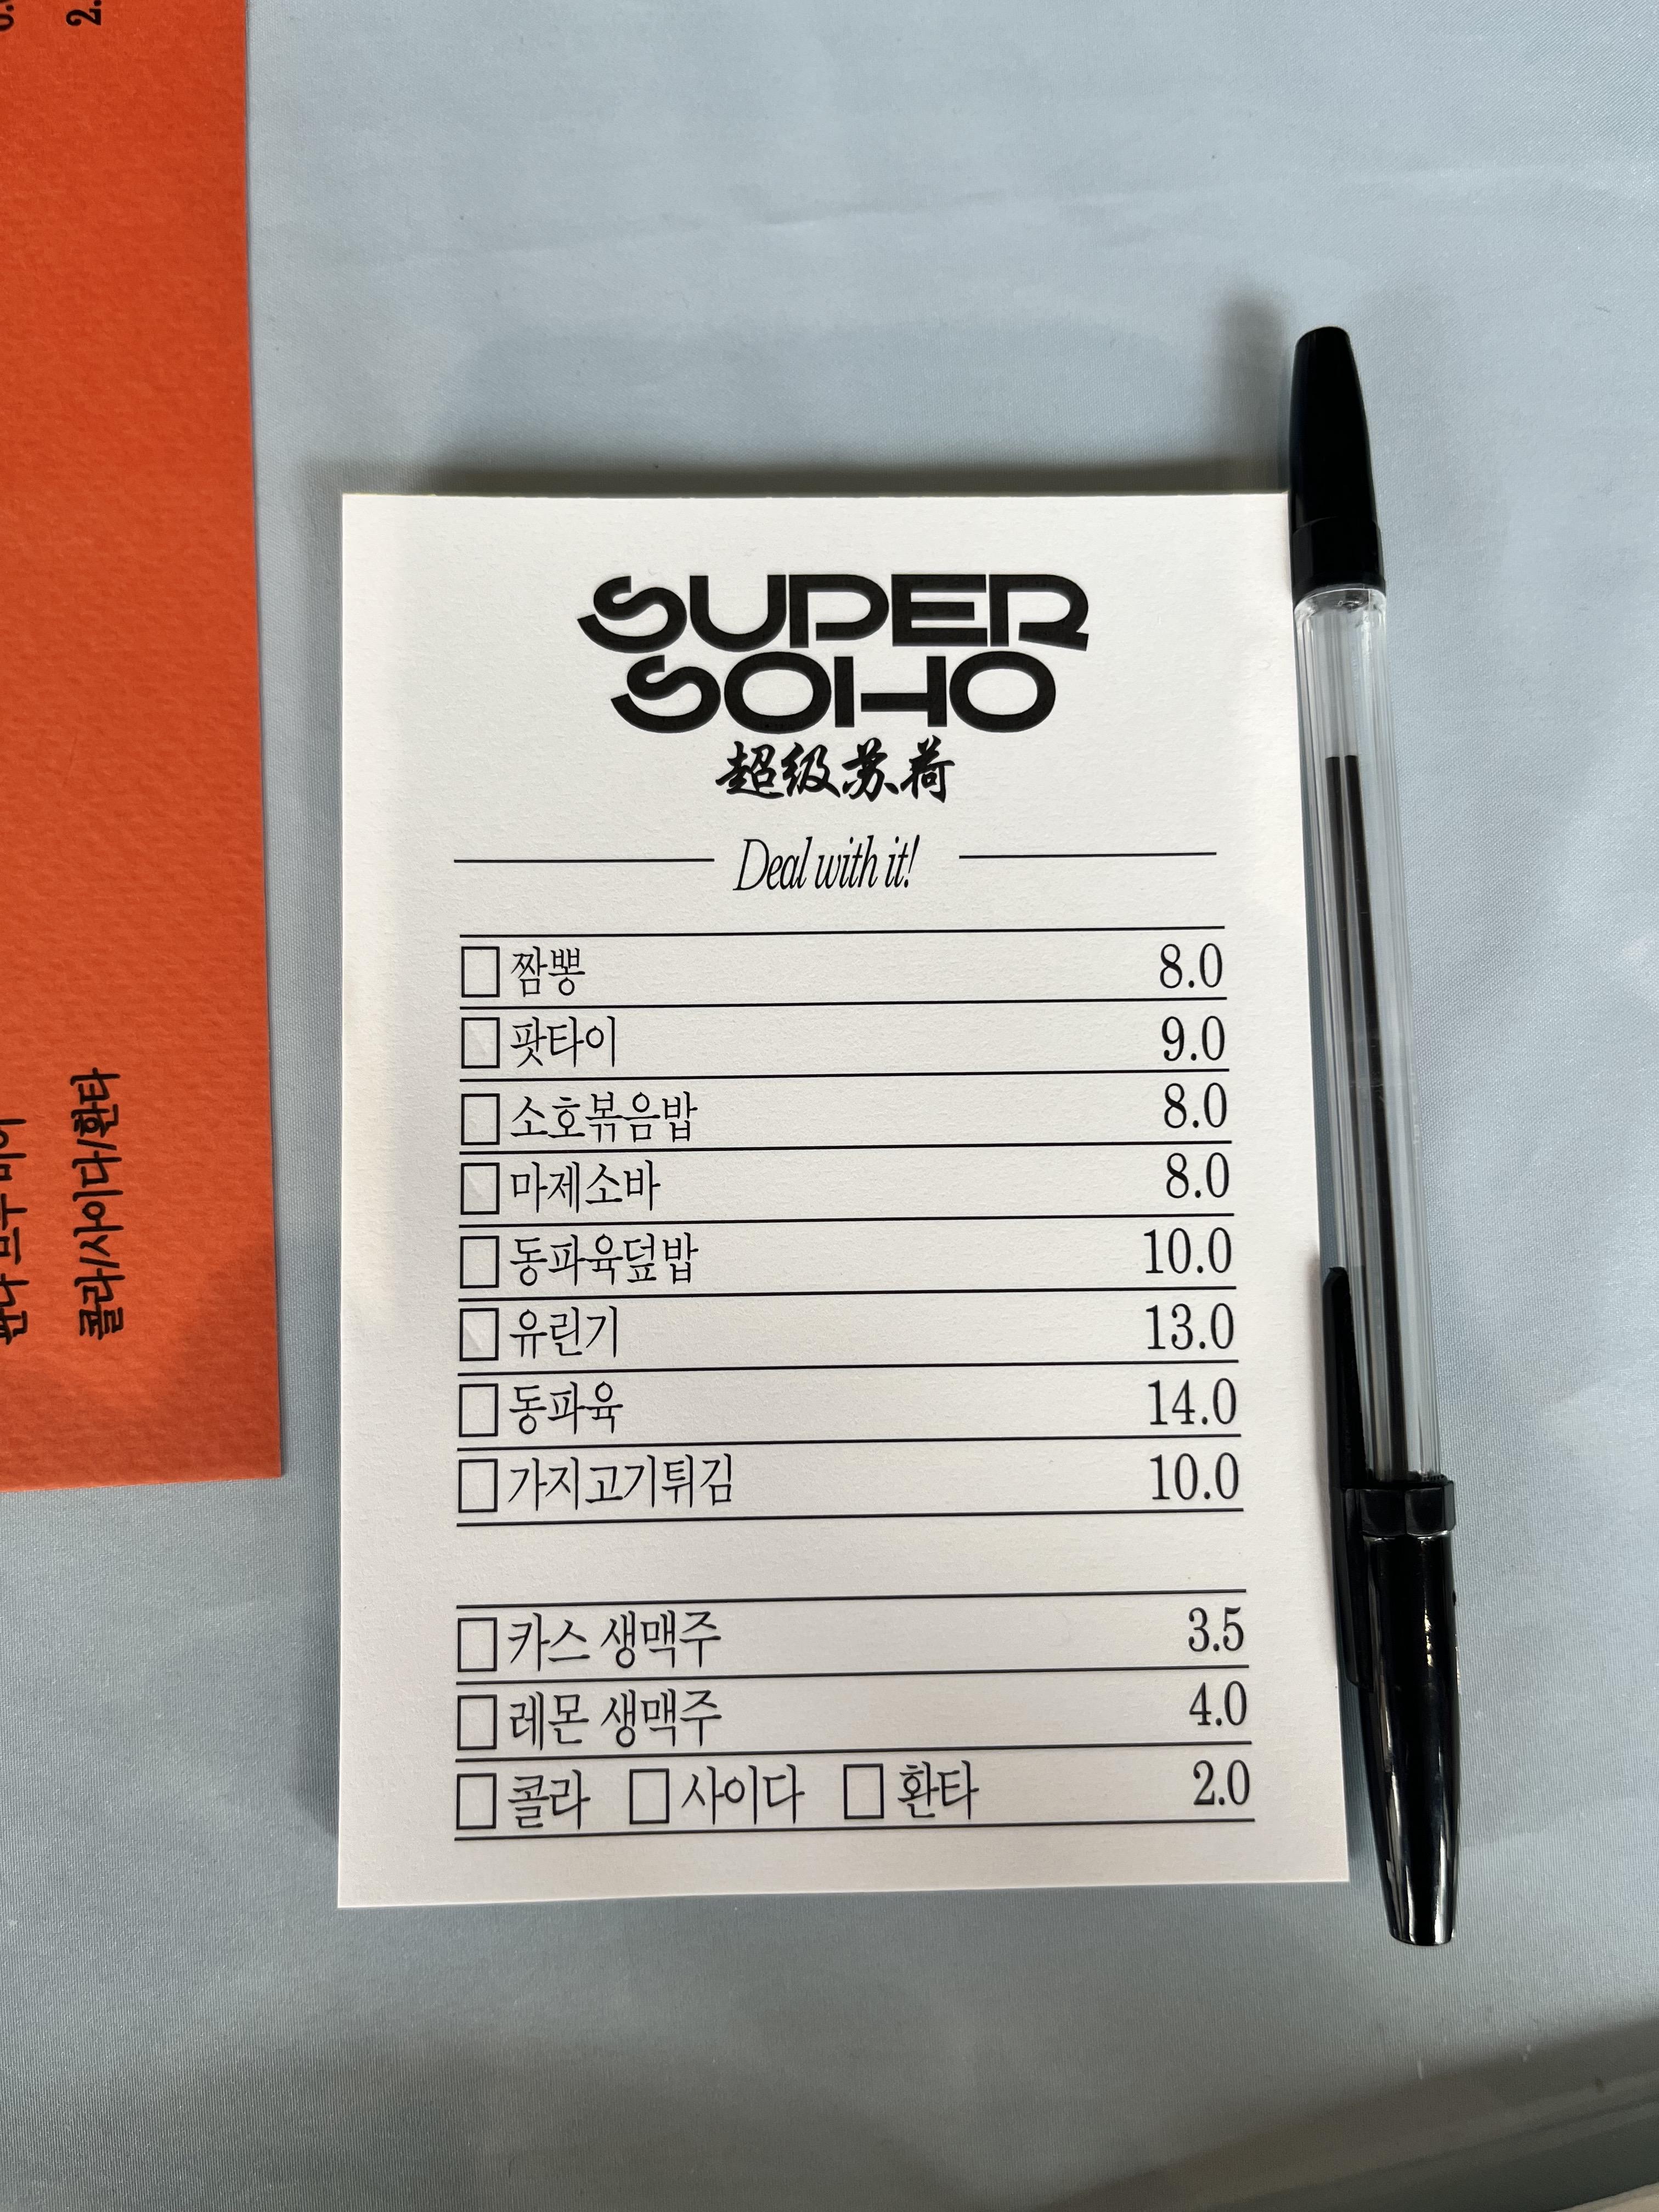 SUPER
SOHO
超级苏荷
Deal with it!
짬뽕 8.0
팟타이 9.0
소호볶음밥 8.0
마제소바 8.0
동파육덮밥 10.0
유린기 13.0
동파육 14.0
가지고기튀김 10.0
카스 생맥주 3.5
레몬 생맥주 4.0
콜라 사이다 환타 2.0
콜라/사이다/환타 2.